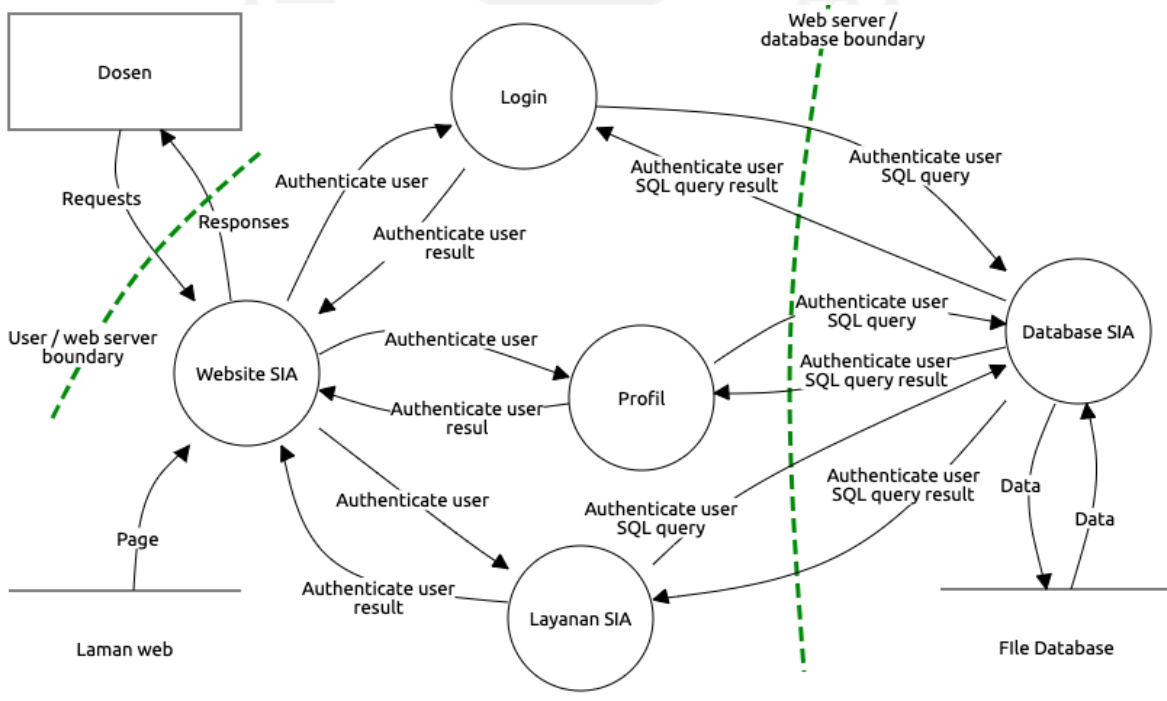 Web server /
database boundary
Dosen
Login
Requests
Responses
Authenticate user
Authenticate user
result
Authenticate user
SQL query result
Authenticate user
SQL query
User / web server
boundary
Website SIA
Authenticate user
Authenticate user
resul
Profil
Authenticate user
SQL query
Authenticate user
SQL query result
Database SIA
Authenticate user
Authenticate user
SQL query
Authenticate user
SQL query result
Data
Data
Page
Authenticate user
result
Layanan SIA
Laman web
FIle Database